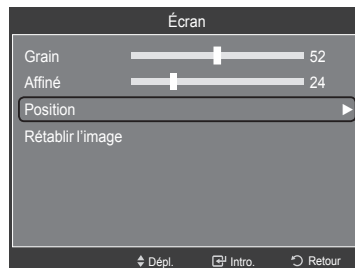 Écran
Grain 52
Affiné 24
Position
Rétablir l'image
Dépl. Intro. Retour